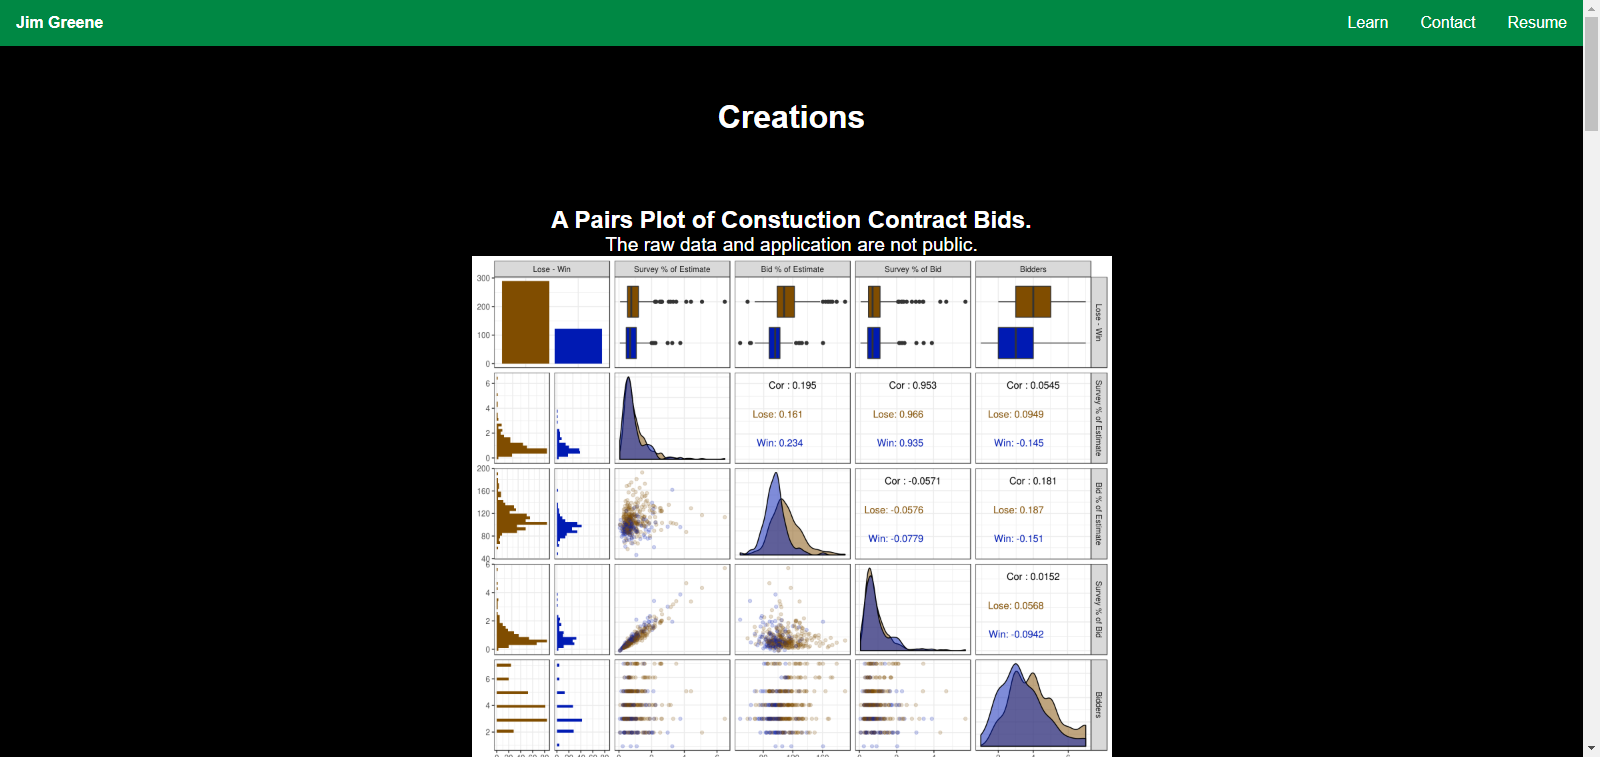 Jim Greene
Learn Contact Resume
Creations
A Pairs Plot of Constuction Contract Bids.
The raw data and application are not public.
Lose - Win
Survey % of Estimate
Bid % of Estimate
Survey % of Bid
Bidders
300
200
100
0
Lose - Win
6
4
2
0
Cor : 0.195
Lose: 0.161
Win: 0.234
Cor : 0.953
Lose: 0.966
Win: 0.935
Cor : 0.0545
Lose: 0.0949
Win: -0.145
Survey % of Estimate
200
160
120
80
40
Cor : -0.0571
Lose: -0.0576
Win: -0.0779
Cor : 0.181
Lose: 0.187
Win: -0.151
Bid % of Estimate
6
4
2
0
Cor : 0.0152
Lose: 0.0568
Win: -0.0942
Survey % of Bid
6
4
2
Bidders